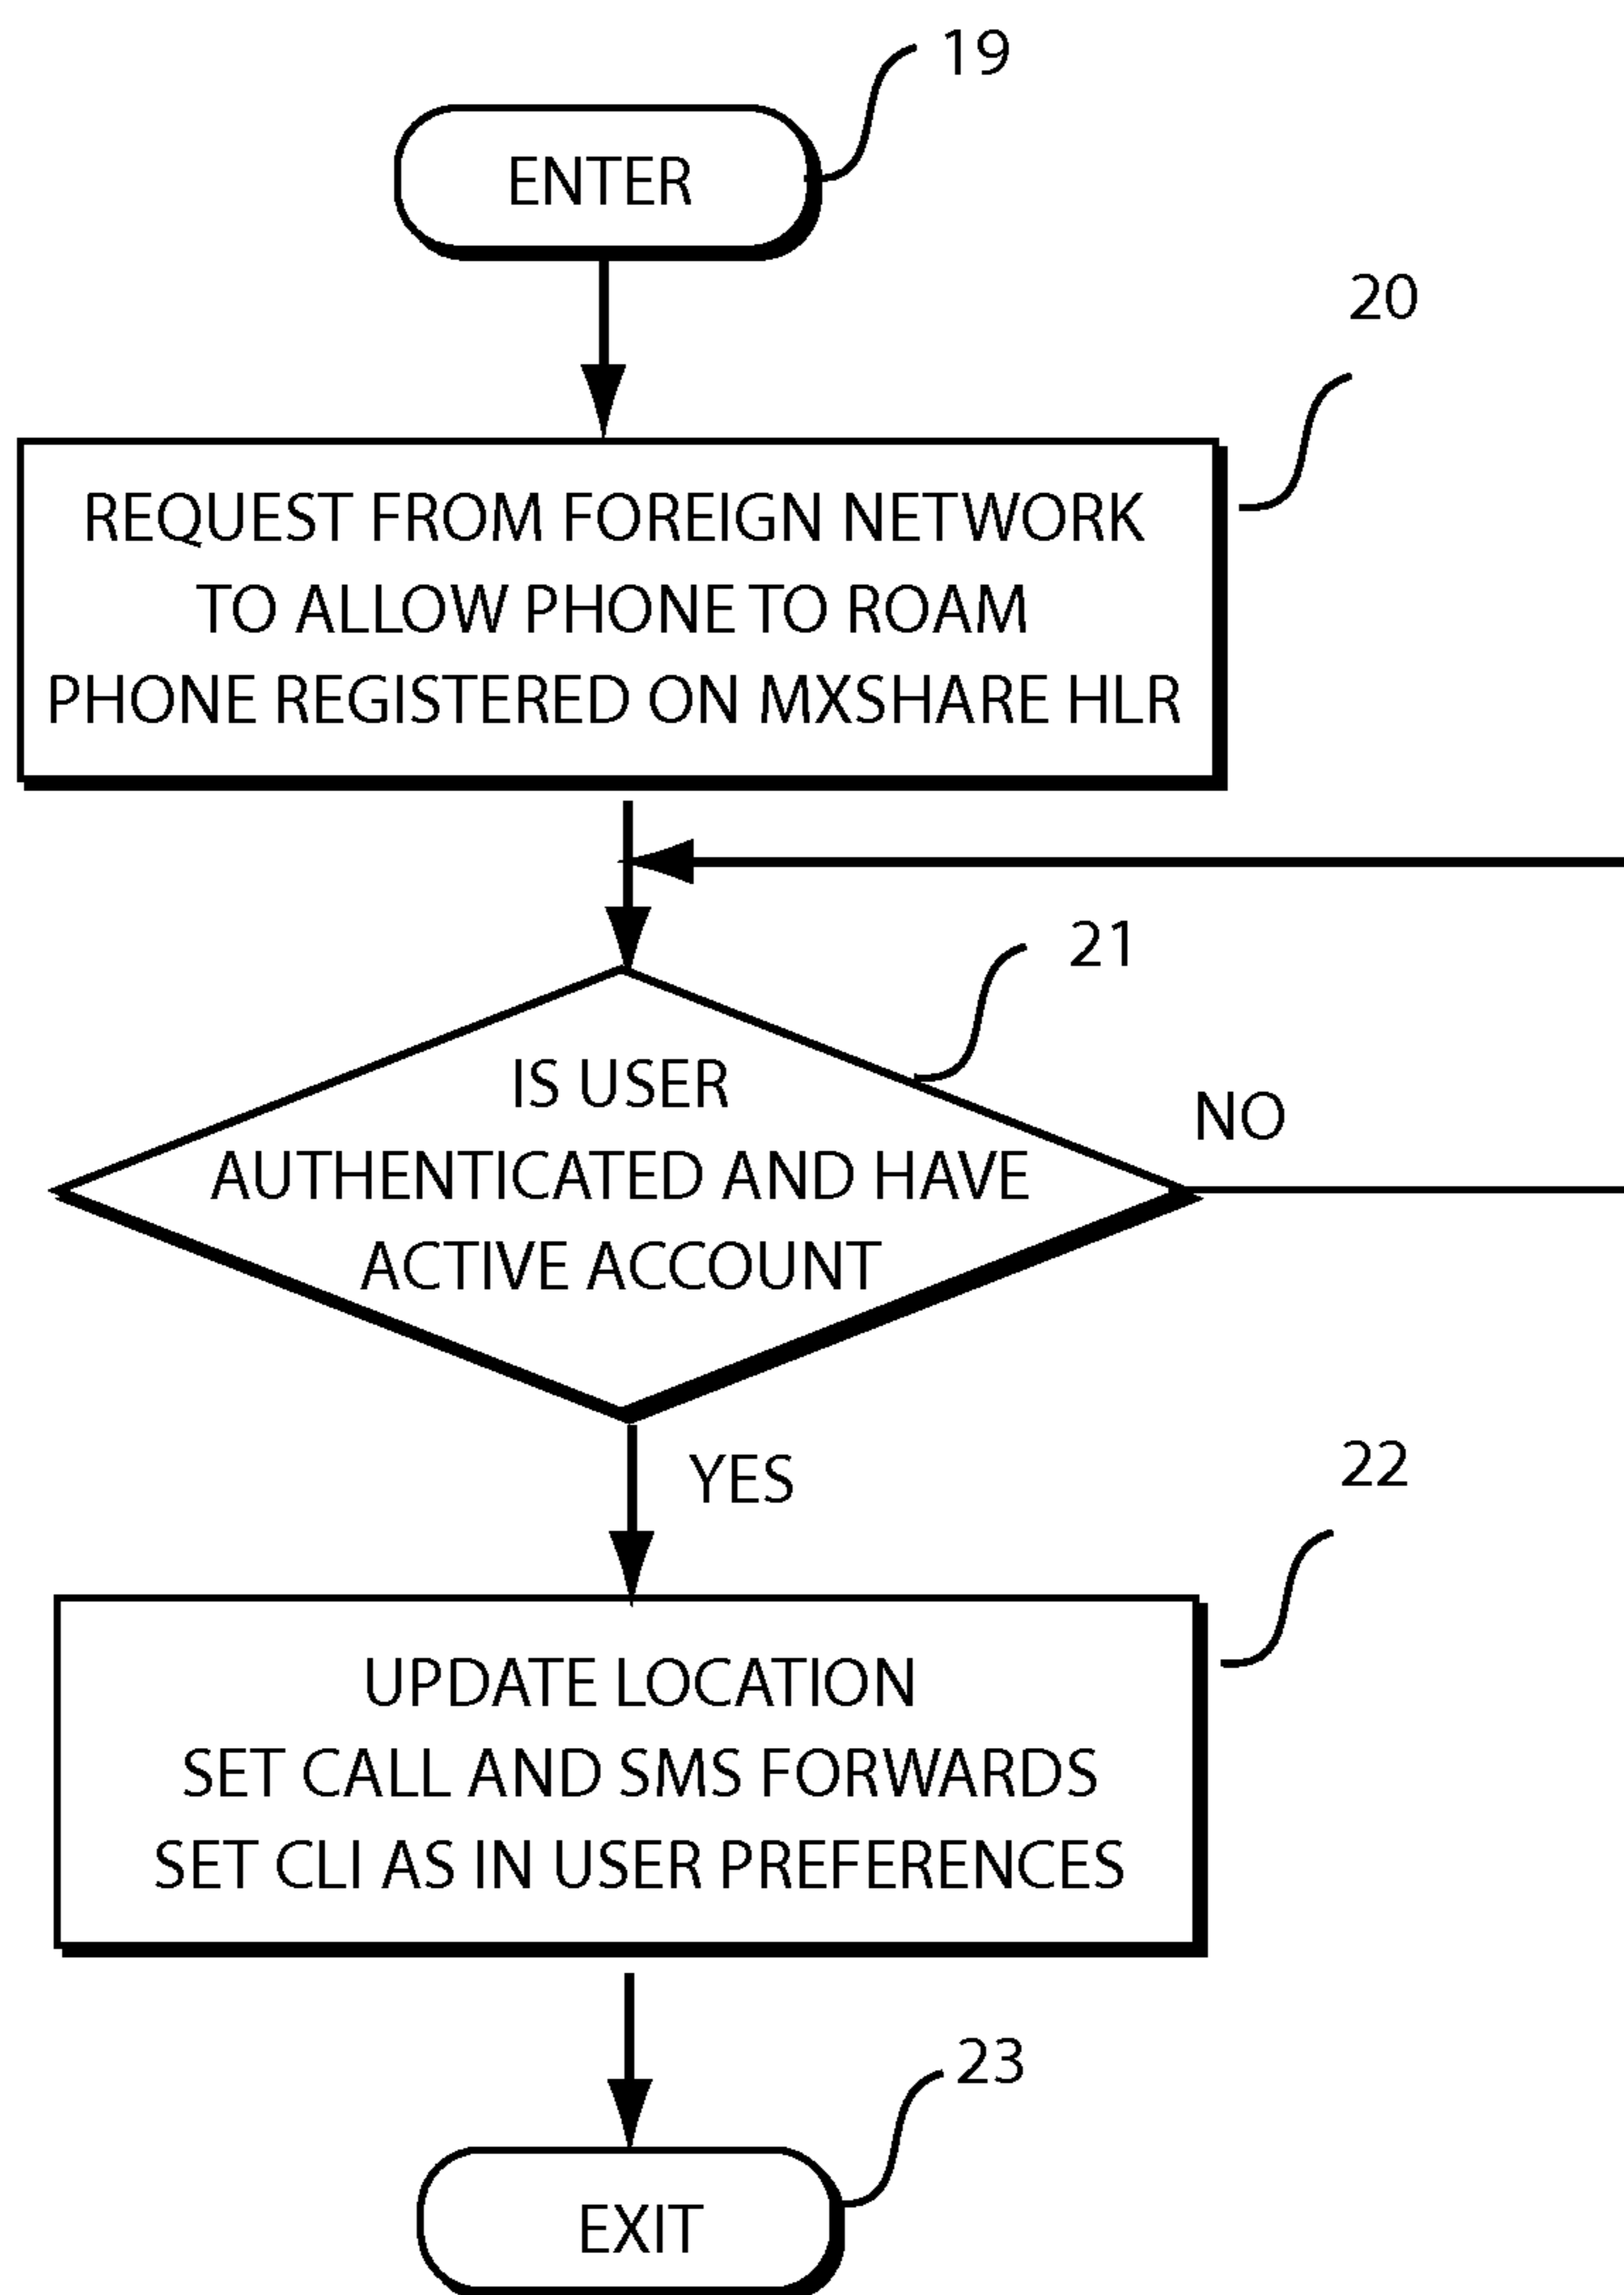 19
ENTER
20
REQUEST FROM FOREIGN NETWORK
TO ALLOW PHONE TO ROAM
PHONE REGISTERED ON MXSHARE HLR
21
IS USER
AUTHENTICATED AND HAVE
ACTIVE ACCOUNT
NO
YES
22
UPDATE LOCATION
SET CALL AND SMS FORWARDS
SET CLI AS IN USER PREFERENCES
23
EXIT